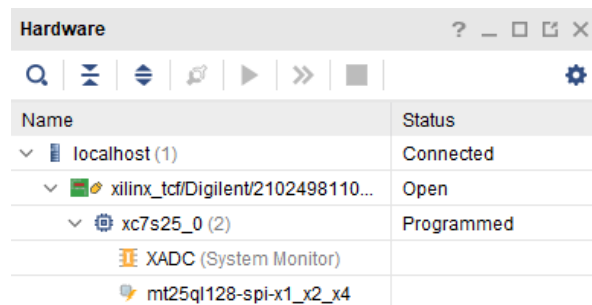 Hardware ?
Name Status
localhost (1) Connected
xilinx_tcf/Digilent/2102498110... Open
xc7s25_0 (2) Programmed
XADC (System Monitor)
mt25ql128-spi-x1_x2_x4